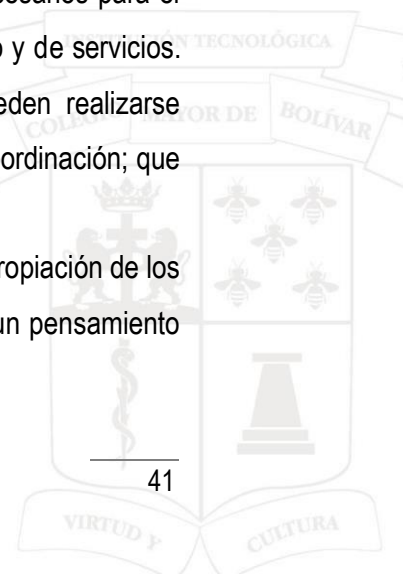 cesarios para el
INSTITUCIÓN TECNOLÓGICA
o y de servicios.
COLEGIO MAYOR DE BOLÍVAR
eden realizarse
ordinación; que
ropiación de los
un pensamiento
41
VIRTUD Y CULTURA